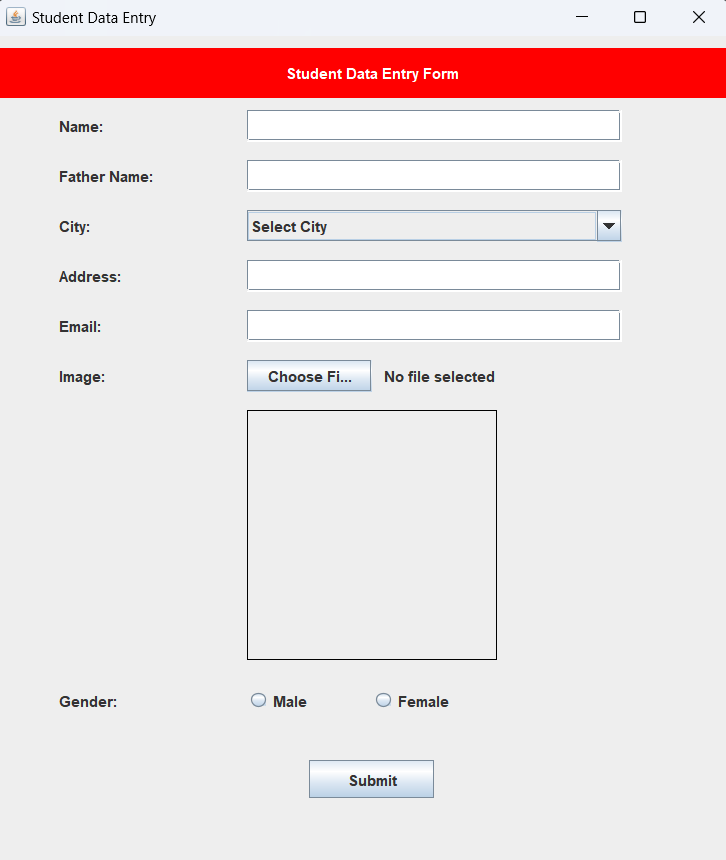 Student Data Entry
Student Data Entry Form
Name:
Father Name:
City:
Select City
Address:
Email:
Image:
Choose Fi...
No file selected
Gender:
Male
Female
Submit